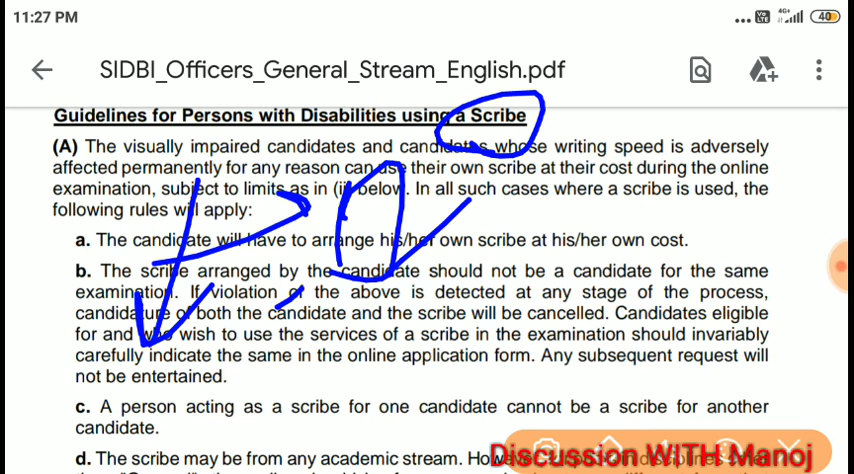 11:27 PM
VoLTE 4G+ 40
SIDBI_Officers_General_Stream_English.pdf
Guidelines for Persons with Disabilities using a Scribe
(A) The visually impaired candidates and candidates whose writing speed is adversely
affected permanently for any reason can use their own scribe at their cost during the online
examination, subject to limits as in (ii) below. In all such cases where a scribe is used, the
following rules will apply:
a. The candidate will have to arrange his/her own scribe at his/her own cost.
b. The scribe arranged by the candidate should not be a candidate for the same
examination. If violation of the above is detected at any stage of the process,
candidature of both the candidate and the scribe will be cancelled. Candidates eligible
for and who wish to use the services of a scribe in the examination should invariably
carefully indicate the same in the online application form. Any subsequent request will
not be entertained.
c. A person acting as a scribe for one candidate cannot be a scribe for another
candidate.
d. The scribe may be from any academic stream.
Discussion WiTH Manoj